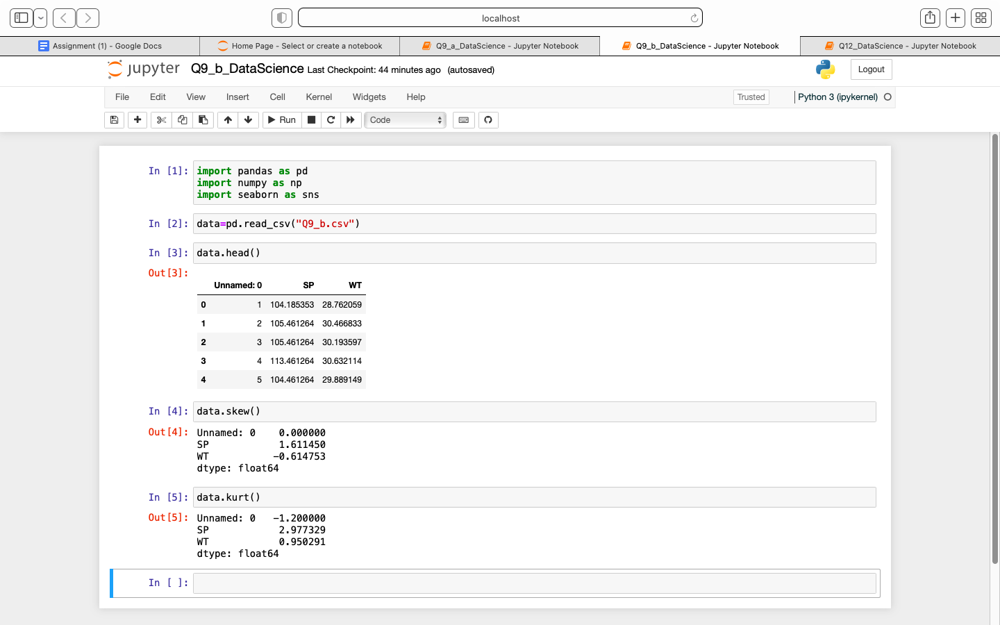 localhost
Assignment (1) - Google Docs
Home Page - Select or create a notebook
Q9_a_DataScience - Jupyter Notebook
Q9_b_DataScience - Jupyter Notebook
Q12_DataScience - Jupyter Notebook
jupyter Q9_b_DataScience Last Checkpoint: 44 minutes ago (autosaved)
Logout
File Edit View Insert Cell Kernel Widgets Help
Trusted
Python 3 (ipykernel)
Run
Code
In [1]: import pandas as pd
import numpy as np
import seaborn as sns
In [2]: data=pd.read_csv("Q9_b.csv")
In [3]: data.head()
Out[3]:
Unnamed: 0 SP WT
0 1 104.185353 28.762059
1 2 105.461264 30.466833
2 3 105.461264 30.193597
3 4 113.461264 30.632114
4 5 104.461264 29.889149
In [4]: data.skew()
Out[4]: Unnamed: 0 0.000000
SP 1.611450
WT -0.614753
dtype: float64
In [5]: data.kurt()
Out[5]: Unnamed: 0 -1.200000
SP 2.977329
WT 0.950291
dtype: float64
In [ ]: